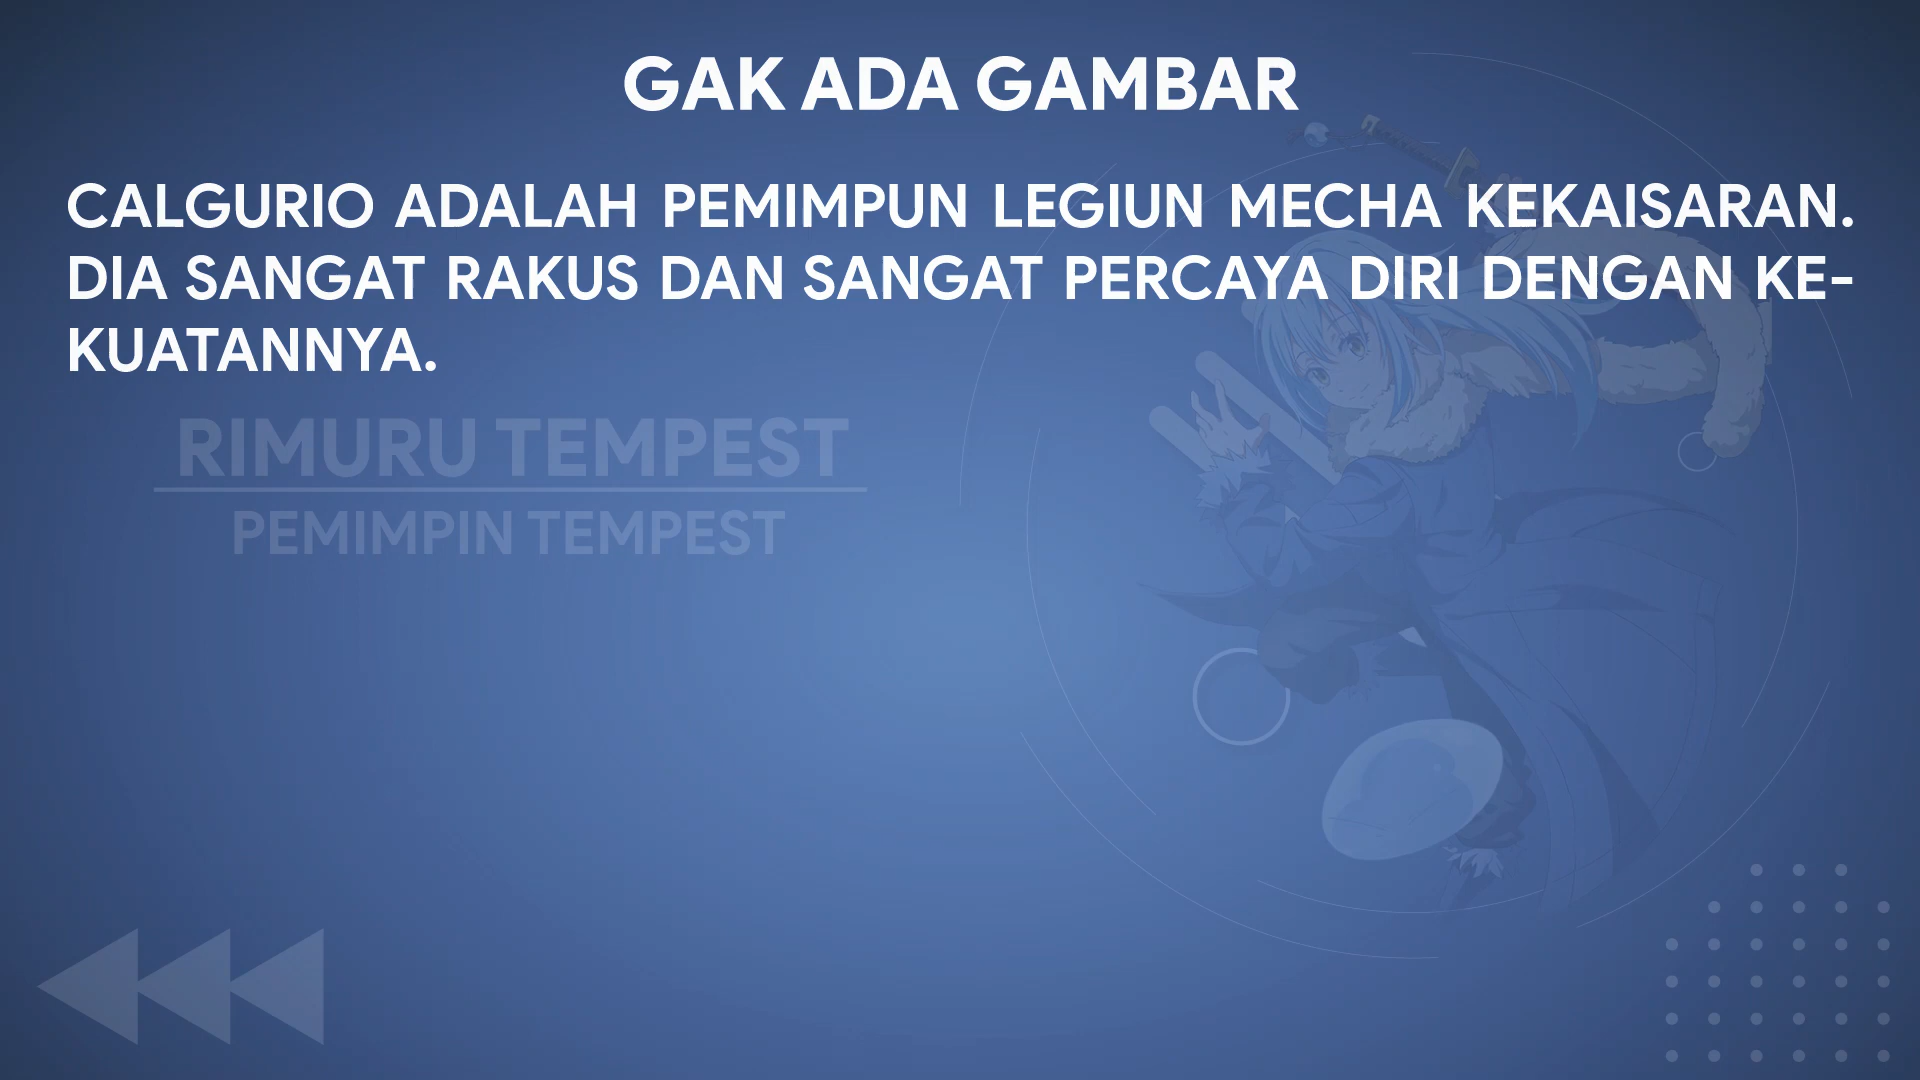 GAK ADA GAMBAR
CALGURIO ADALAH PEMIMPUN LEGIUN MECHA KEKAISARAN.
DIA SANGAT RAKUS DAN SANGAT PERCAYA DIRI DENGAN KE-
KUATANNYA.
RIMURU TEMPEST
PEMIMPIN TEMPEST